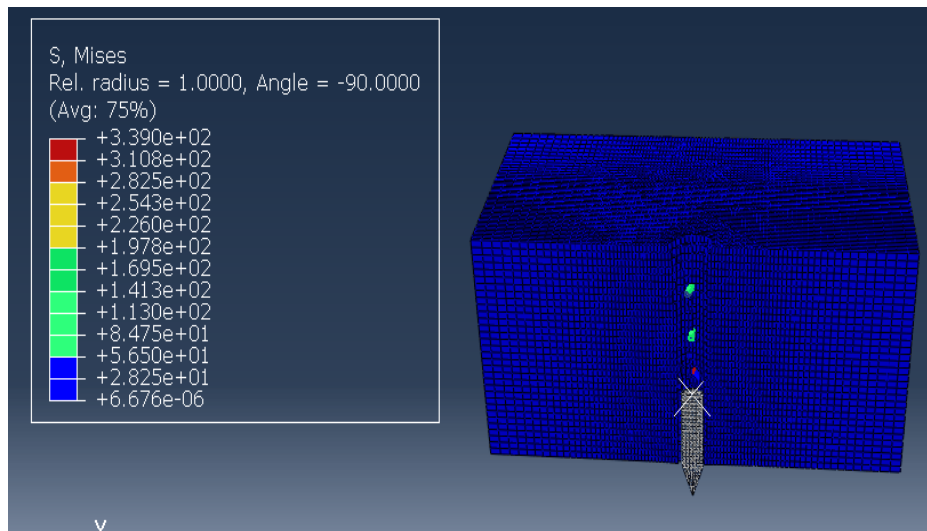 S, Mises
Rel. radius = 1.0000, Angle = -90.0000
(Avg: 75%)
+3.390e+02
+3.108e+02
+2.825e+02
+2.543e+02
+2.260e+02
+1.978e+02
+1.695e+02
+1.413e+02
+1.130e+02
+8.475e+01
+5.650e+01
+2.825e+01
+6.676e-06
Y